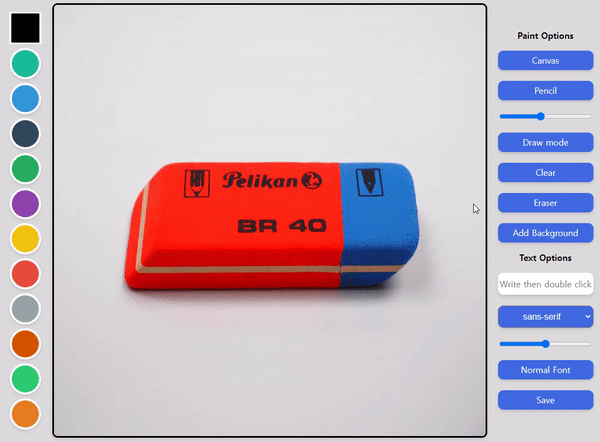 Pelikan
BR 40
Paint Options
Canvas
Pencil
Draw mode
Clear
Eraser
Add Background
Text Options
Write then double click
sans-serif
Normal Font
Save